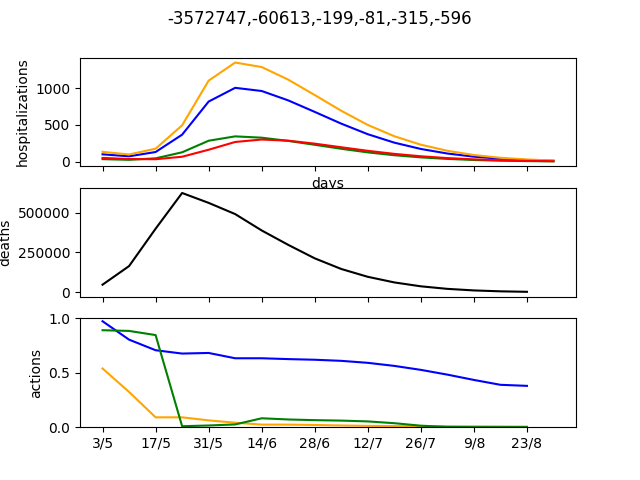 -3572747,-60613,-199,-81,-315,-596
hospitalizations
1000
500
0
days
deaths
500000
250000
0
actions
1.0
0.5
0.0
3/5 17/5 31/5 14/6 28/6 12/7 26/7 9/8 23/8